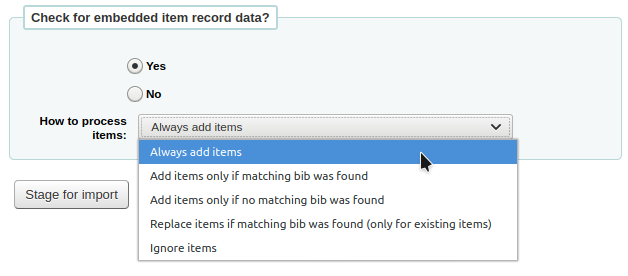 Check for embedded item record data?
Yes
No
How to process
items:
Always add items
Always add items
Add items only if matching bib was found
Add items only if no matching bib was found
Replace items if matching bib was found (only for existing items)
Ignore items
Stage for import